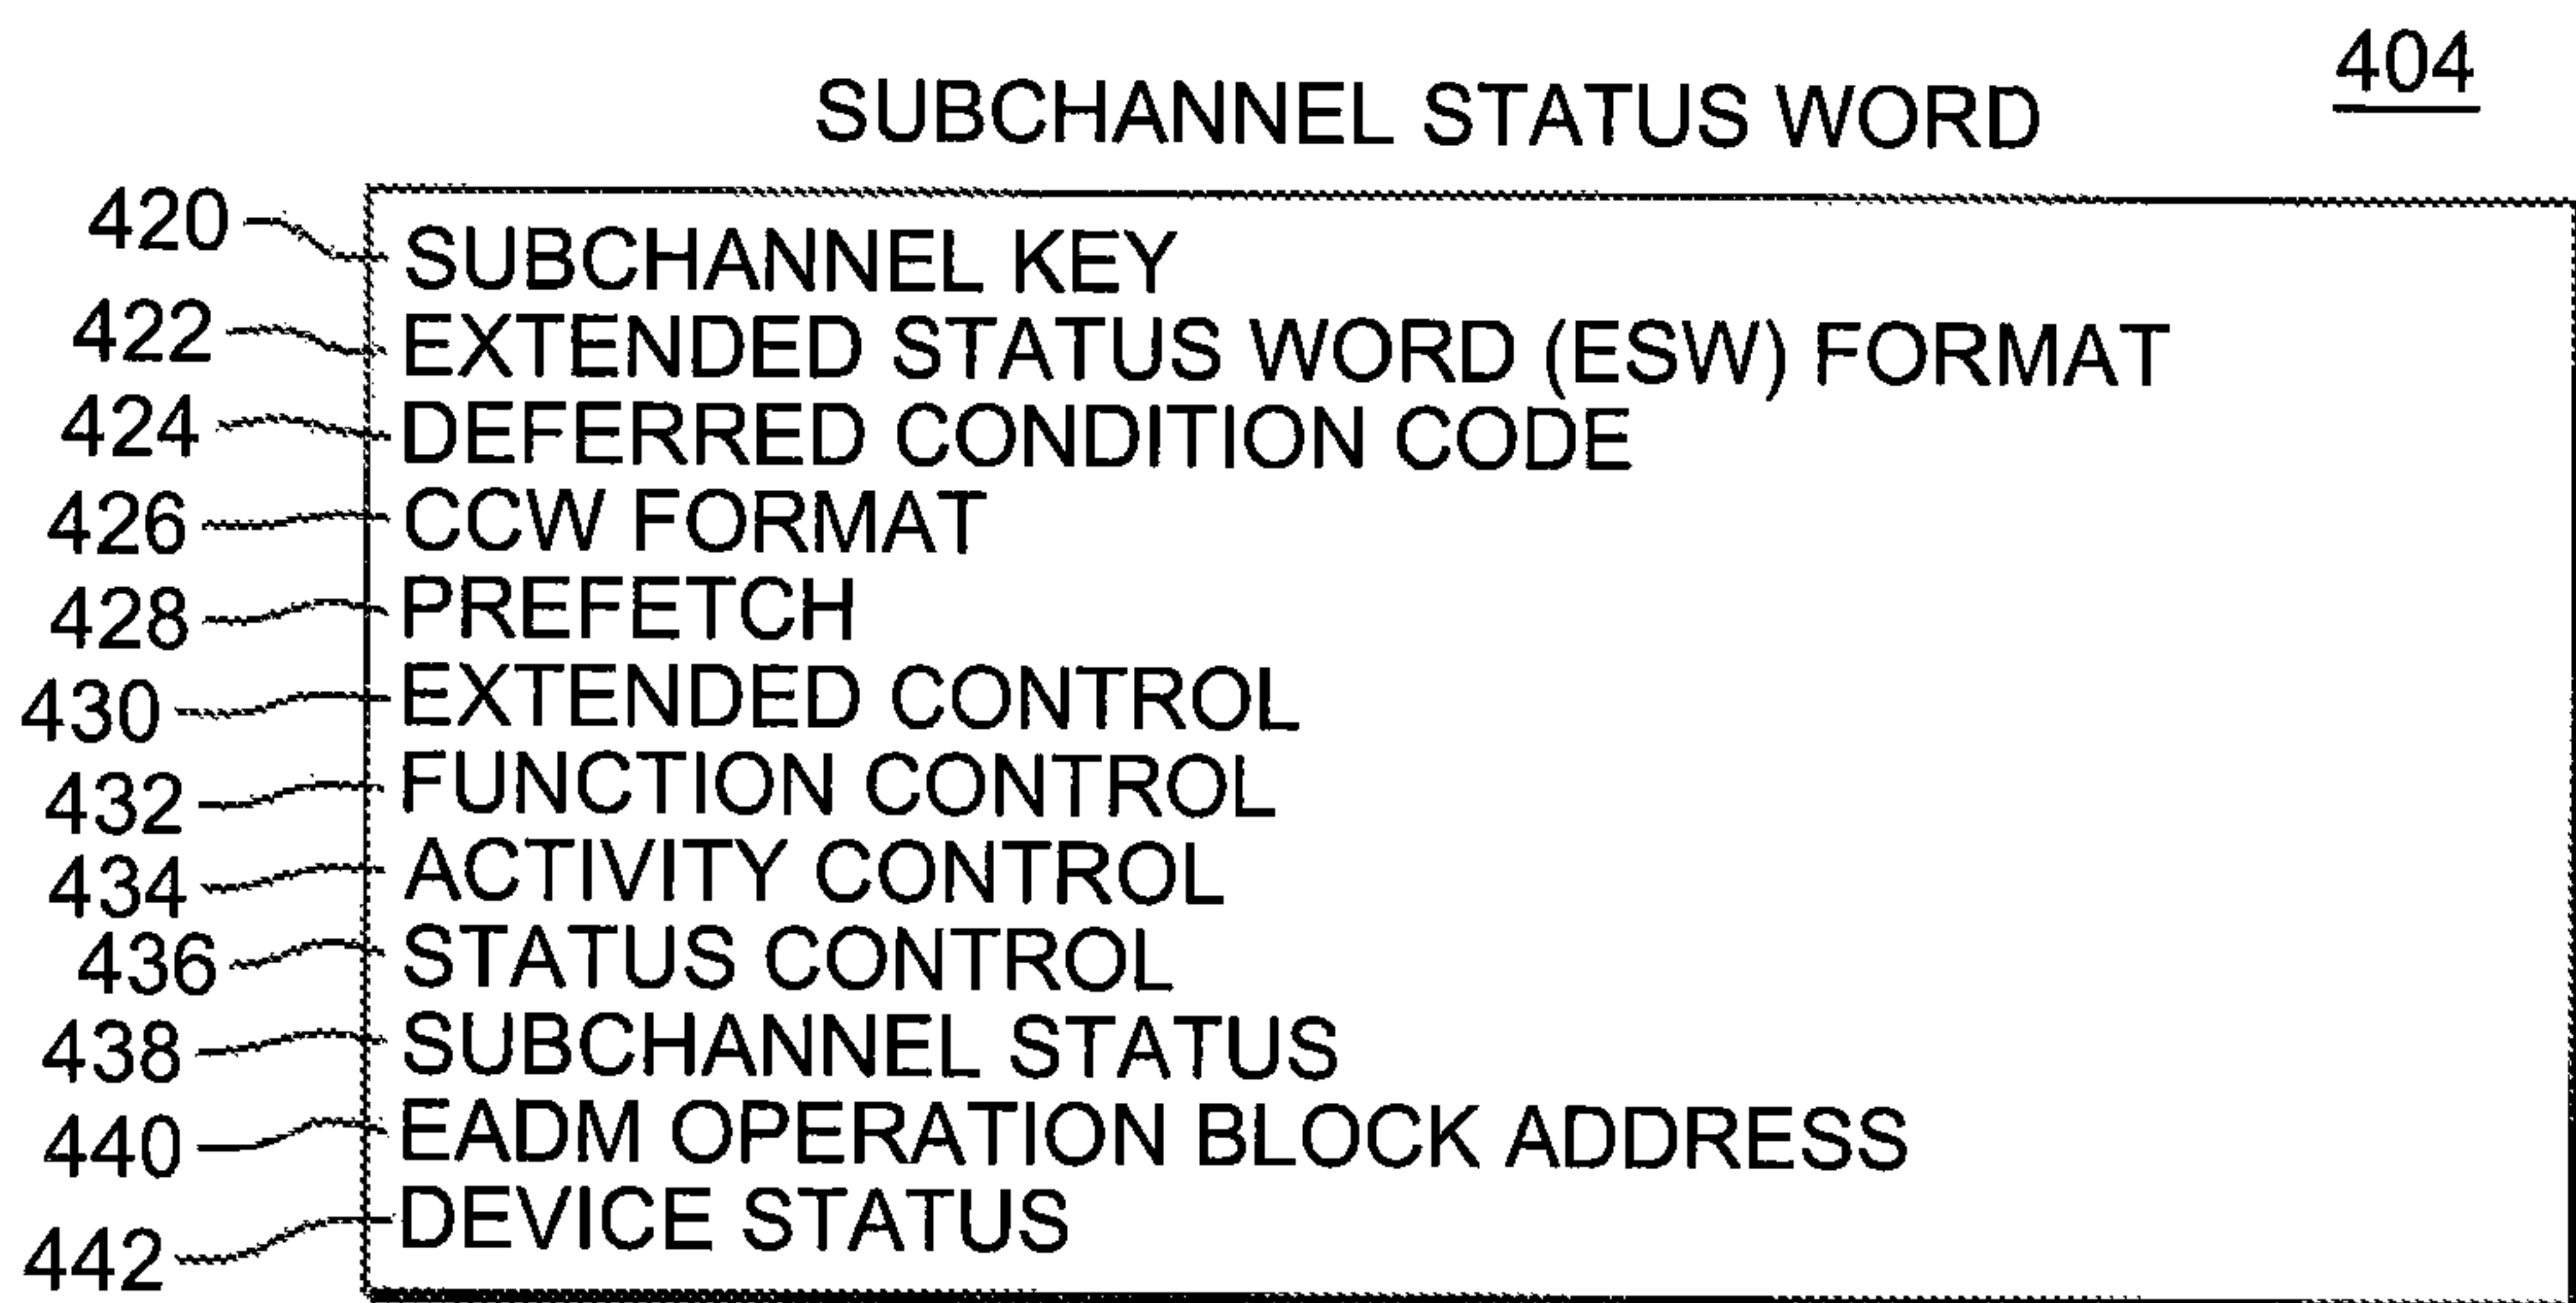 404
SUBCHANNEL STATUS WORD
420 SUBCHANNEL KEY
422 EXTENDED STATUS WORD (ESW) FORMAT
424 DEFERRED CONDITION CODE
426 CCW FORMAT
428 PREFETCH
430 EXTENDED CONTROL
432 FUNCTION CONTROL
434 ACTIVITY CONTROL
436 STATUS CONTROL
438 SUBCHANNEL STATUS
440 EADM OPERATION BLOCK ADDRESS
442 DEVICE STATUS